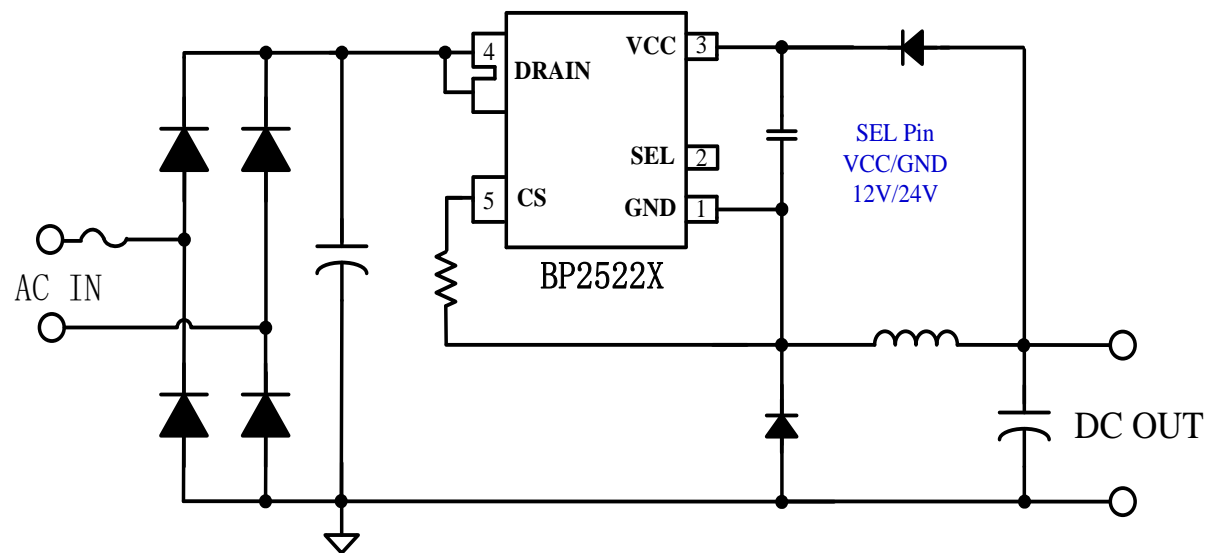 4
DRAIN
VCC
3
SEL
2
5
CS
GND
1
SEL Pin
VCC/GND
12V/24V
BP2522X
AC IN
DC OUT